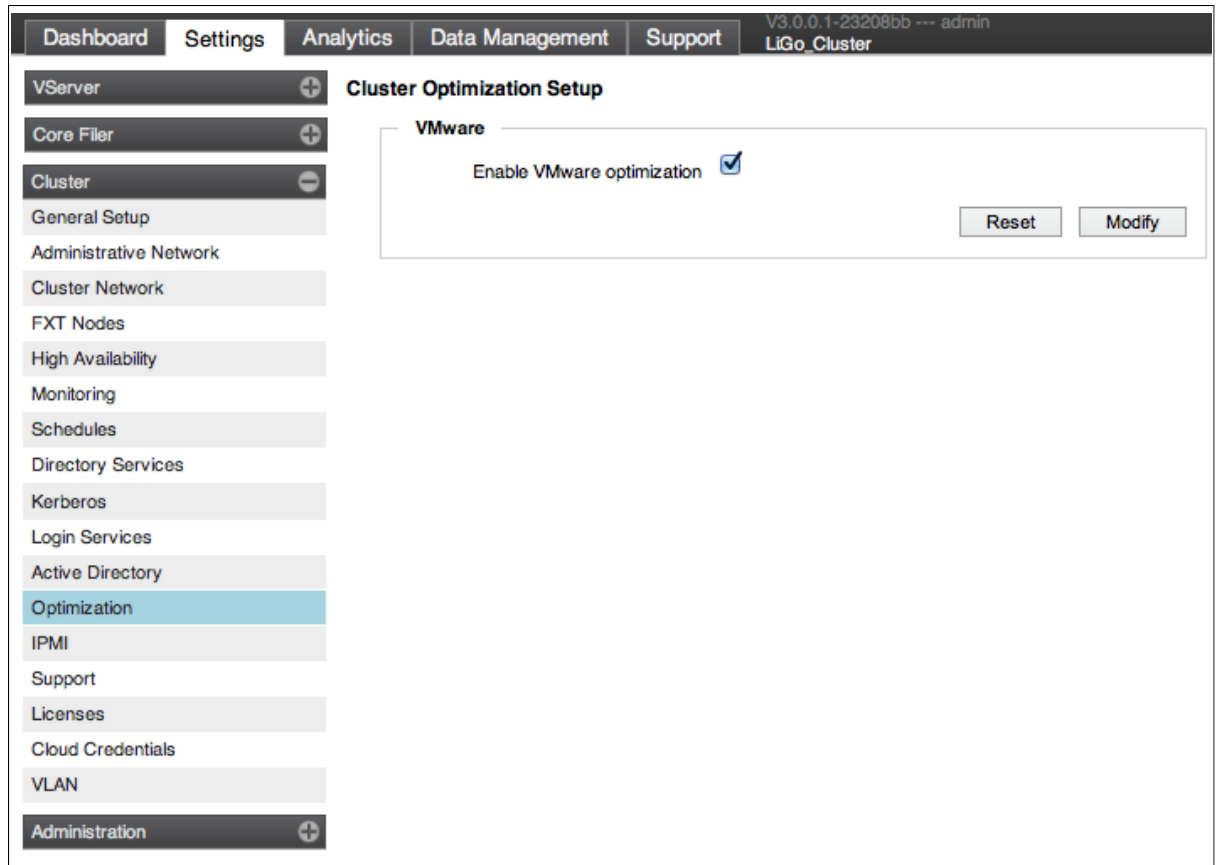 Dashboard Settings Analytics Data Management Support
V3.0.0.1-23208bb --- admin
LiGo_Cluster
VServer
Core Filer
Cluster
General Setup
Administrative Network
Cluster Network
FXT Nodes
High Availability
Monitoring
Schedules
Directory Services
Kerberos
Login Services
Active Directory
Optimization
IPMI
Support
Licenses
Cloud Credentials
VLAN
Administration
Cluster Optimization Setup
VMware
Enable VMware optimization
Reset Modify